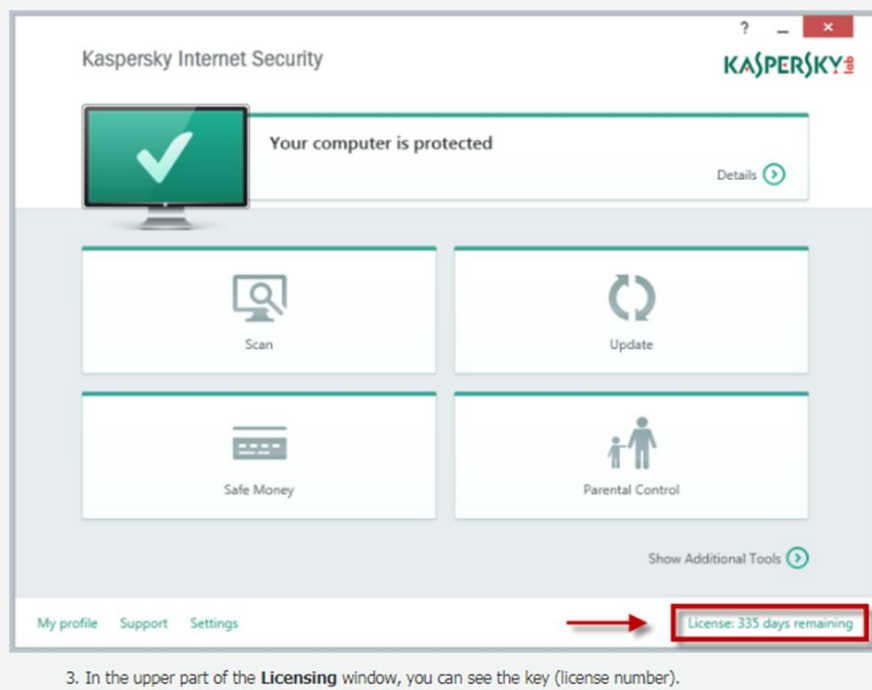 ?
Kaspersky Internet Security
KASPERSKY lab
Your computer is protected
Details
Scan
Update
Safe Money
Parental Control
Show Additional Tools
My profile Support Settings License: 335 days remaining
3. In the upper part of the Licensing window, you can see the key (license number).